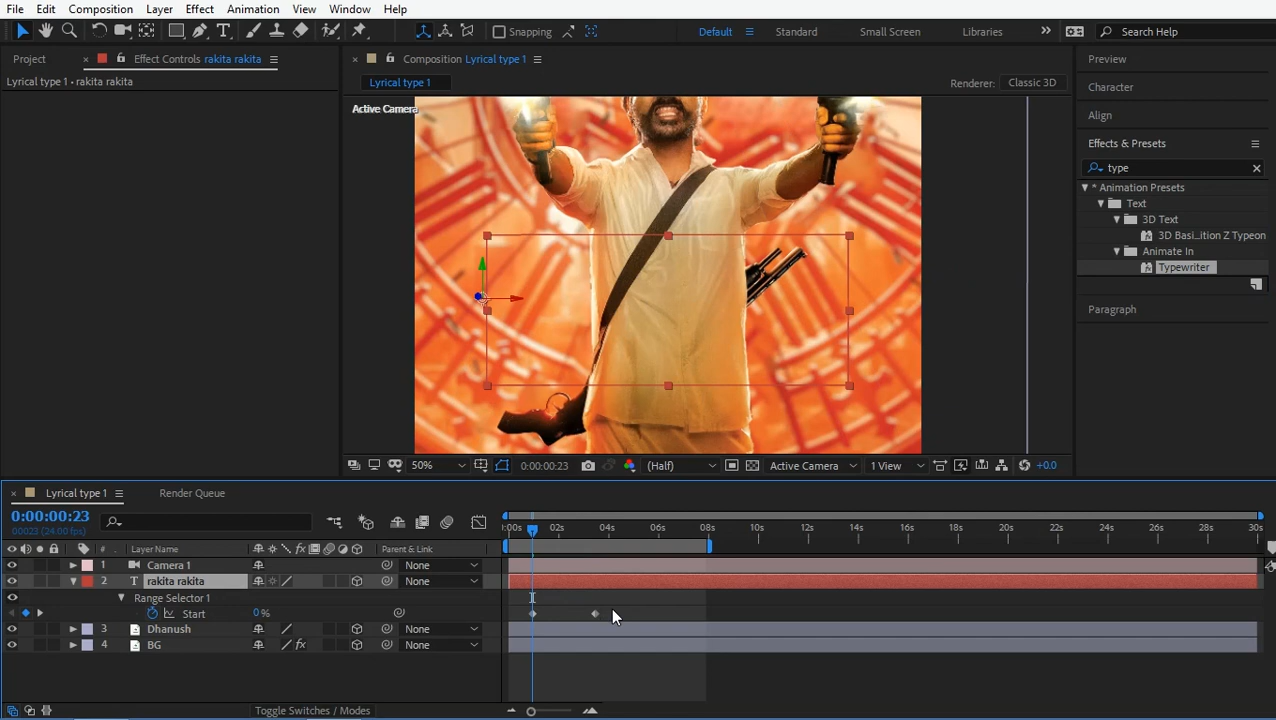 File Edit Composition Layer Effect Animation View Window Help
Snapping Default Standard Small Screen Libraries Search Help
Project Effect Controls rakita rakita Composition Lyrical type 1 Preview
Lyrical type 1 • rakita rakita Lyrical type 1 Renderer: Classic 3D Character
Active Camera Align
Effects & Presets
type
* Animation Presets
Text
3D Text
3D Basi...ition Z Typeon
Animate In
Typewriter
Paragraph
50% 0:00:00:23 (Half) Active Camera 1 View +0.0
Lyrical type 1 Render Queue
0:00:00:23
00023 (24.00 fps)
:00s 02s 04s 06s 08s 10s 12s 14s 16s 18s 20s 22s 24s 26s 28s 30s
# Layer Name Parent & Link
1 Camera 1 None
2 T rakita rakita None
Range Selector 1
Start 0 %
3 Dhanush None
4 BG fx None
Toggle Switches / Modes